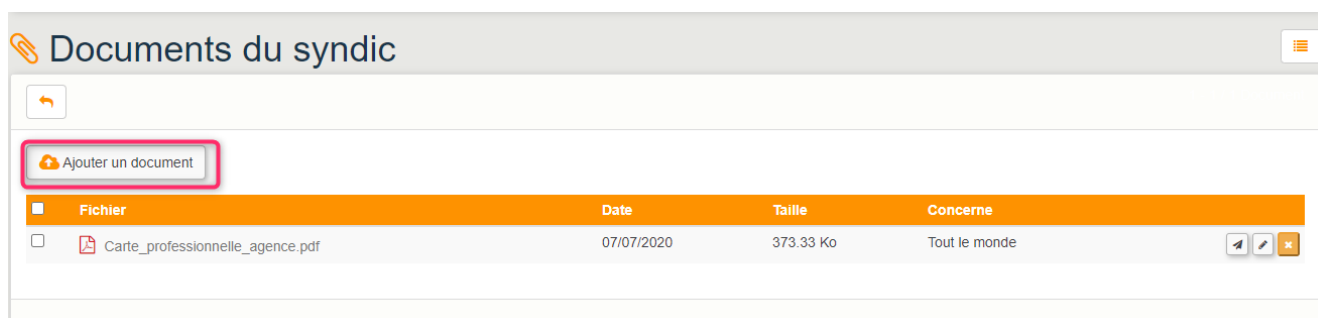 Documents du syndic
Ajouter un document
Fichier Date Taille Concerne
Carte_professionnelle_agence.pdf 07/07/2020 373.33 Ko Tout le monde